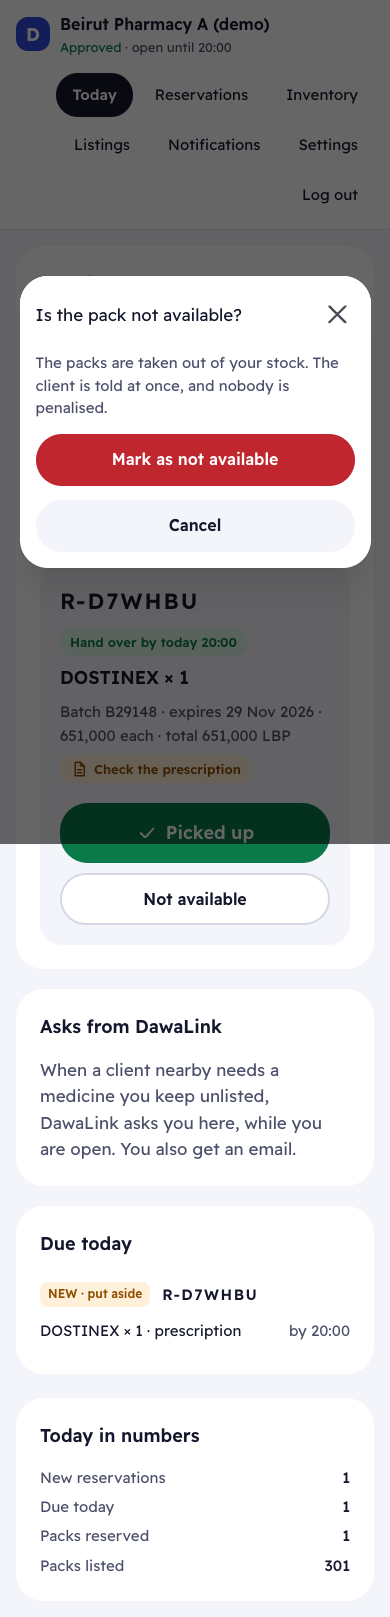 D
Beirut Pharmacy A (demo)
Approved · open until 20:00
Today
Reservations
Inventory
Listings
Notifications
Settings
Log out
Is the pack not available?
The packs are taken out of your stock. The
client is told at once, and nobody is
penalised.
Mark as not available
Cancel
R-D7WHBU
Hand over by today 20:00
DOSTINEX × 1
Batch B29148 · expires 29 Nov 2026 ·
651,000 each · total 651,000 LBP
Check the prescription
Picked up
Not available
Asks from DawaLink
When a client nearby needs a
medicine you keep unlisted,
DawaLink asks you here, while you
are open. You also get an email.
Due today
NEW · put aside R-D7WHBU
DOSTINEX × 1 · prescription by 20:00
Today in numbers
New reservations 1
Due today 1
Packs reserved 1
Packs listed 301